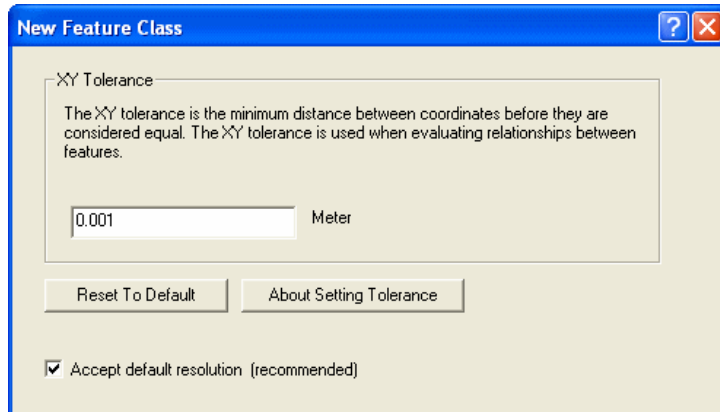 New Feature Class
XY Tolerance
The XY tolerance is the minimum distance between coordinates before they are
considered equal. The XY tolerance is used when evaluating relationships between
features.
0.001 Meter
Reset To Default About Setting Tolerance
Accept default resolution (recommended)